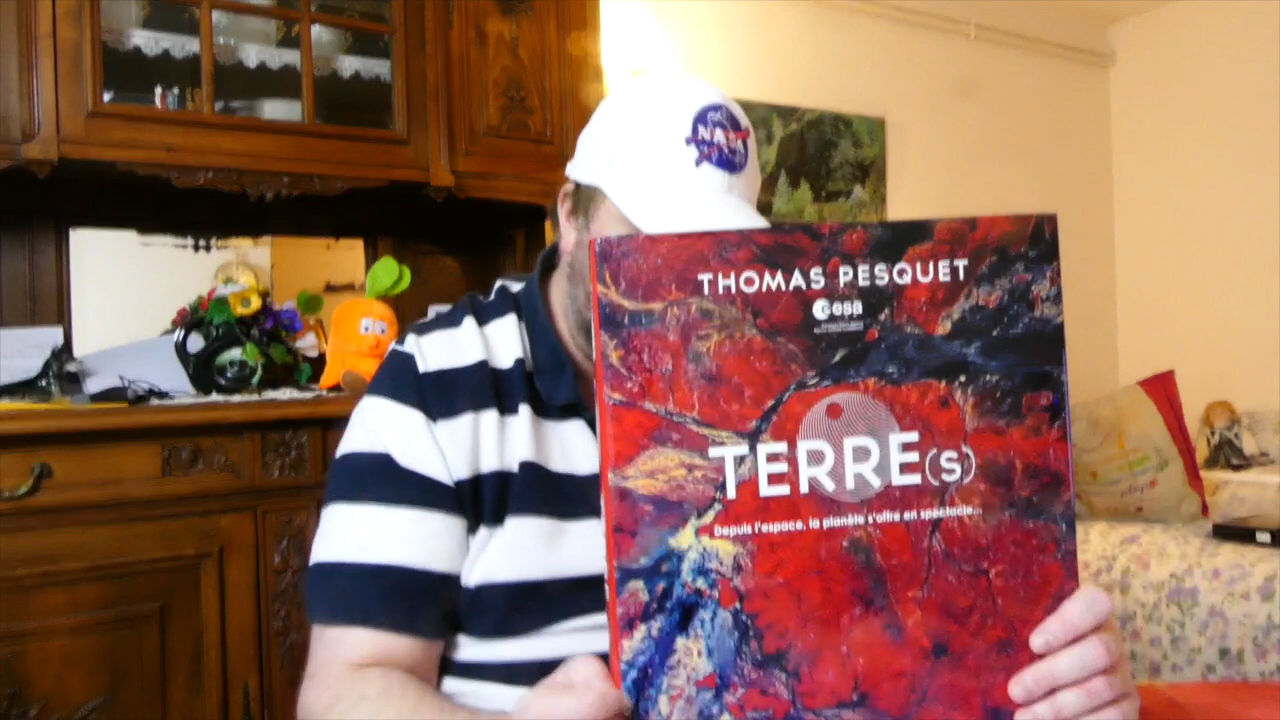 NASA
THOMAS PESQUET
esa
TERRE(s)
Depuis l'espace, la planète s'offre en spectacle...